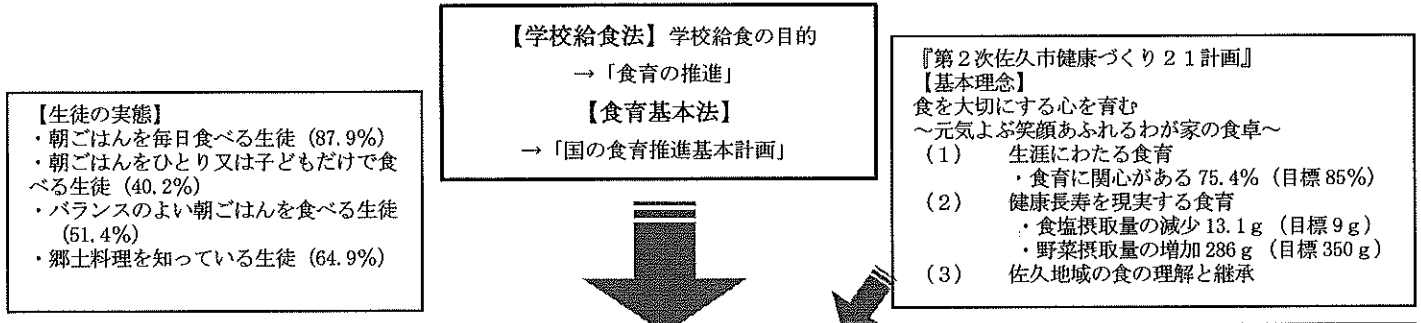 【学校給食法】学校給食の目的
→「食育の推進」
【食育基本法】
→「国の食育推進基本計画」
【生徒の実態】
・朝ごはんを毎日食べる生徒 (87.9%)
・朝ごはんをひとり又は子どもだけで食
べる生徒 (40.2%)
・バランスのよい朝ごはんを食べる生徒
(51.4%)
・郷土料理を知っている生徒 (64.9%)
『第2次佐久市健康づくり21計画』
【基本理念】
食を大切にする心を育む
～元気よぶ笑顔あふれるわが家の食卓～
(1) 生涯にわたる食育
・食育に関心がある 75.4% (目標 85%)
(2) 健康長寿を現実する食育
・食塩摂取量の減少 13.1g (目標 9g)
・野菜摂取量の増加 286g (目標 350g)
(3) 佐久地域の食の理解と継承